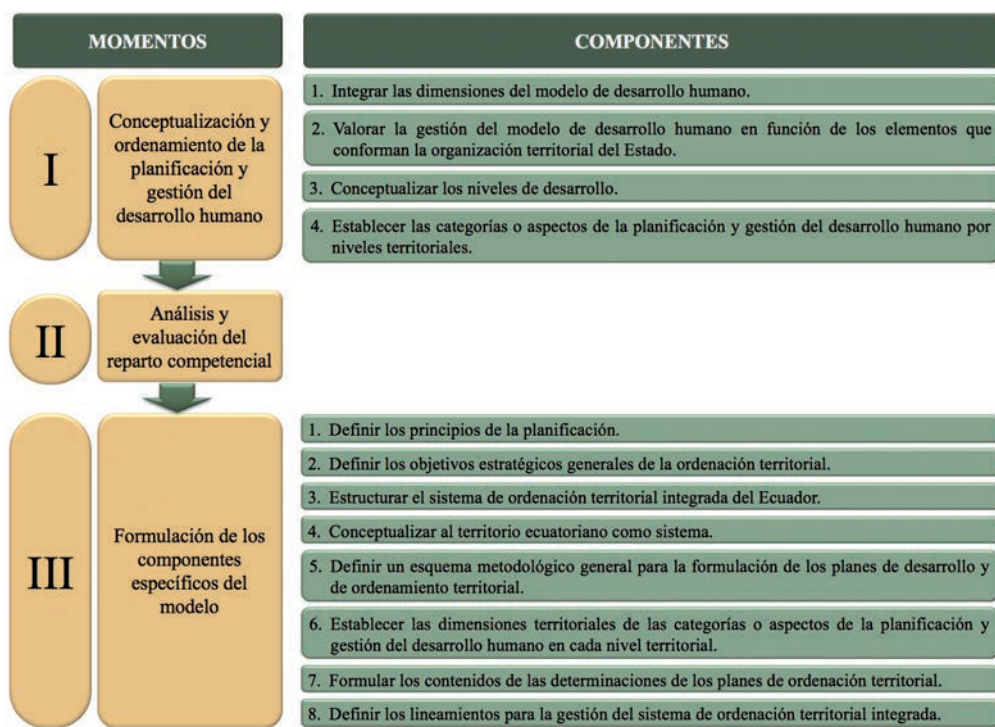 MOMENTOS
COMPONENTES
I
Conceptualización y
ordenamiento de la
planificación y
gestión del
desarrollo humano
1. Integrar las dimensiones del modelo de desarrollo humano.
2. Valorar la gestión del modelo de desarrollo humano en función de los elementos que
conforman la organización territorial del Estado.
3. Conceptualizar los niveles de desarrollo.
4. Establecer las categorías o aspectos de la planificación y gestión del desarrollo humano por
niveles territoriales.
II
Análisis y
evaluación del
reparto competencial
III
Formulación de los
componentes
específicos del
modelo
1. Definir los principios de la planificación.
2. Definir los objetivos estratégicos generales de la ordenación territorial.
3. Estructurar el sistema de ordenación territorial integrada del Ecuador.
4. Conceptualizar al territorio ecuatoriano como sistema.
5. Definir un esquema metodológico general para la formulación de los planes de desarrollo y
de ordenamiento territorial.
6. Establecer las dimensiones territoriales de las categorías o aspectos de la planificación y
gestión del desarrollo humano en cada nivel territorial.
7. Formular los contenidos de las determinaciones de los planes de ordenación territorial.
8. Definir los lineamientos para la gestión del sistema de ordenación territorial integrada.